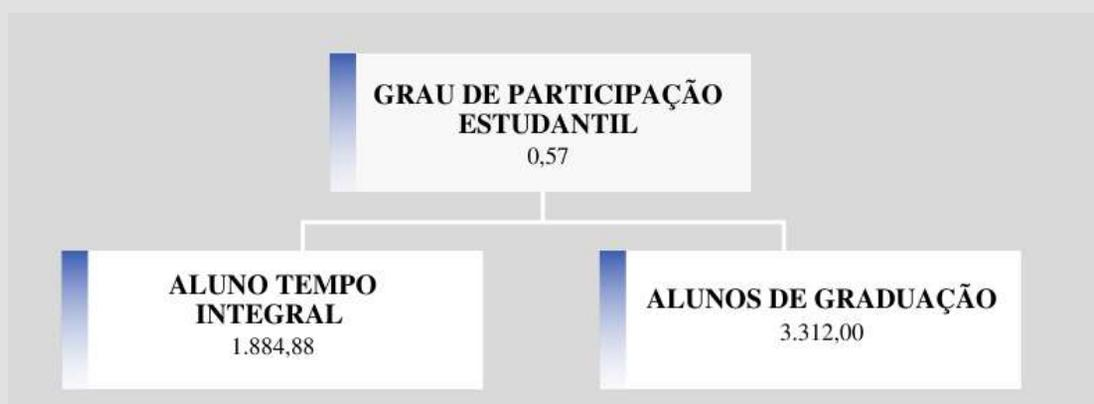 GRAU DE PARTICIPAÇÃO
ESTUDANTIL
0,57
ALUNO TEMPO
INTEGRAL
1.884,88
ALUNOS DE GRADUAÇÃO
3.312,00